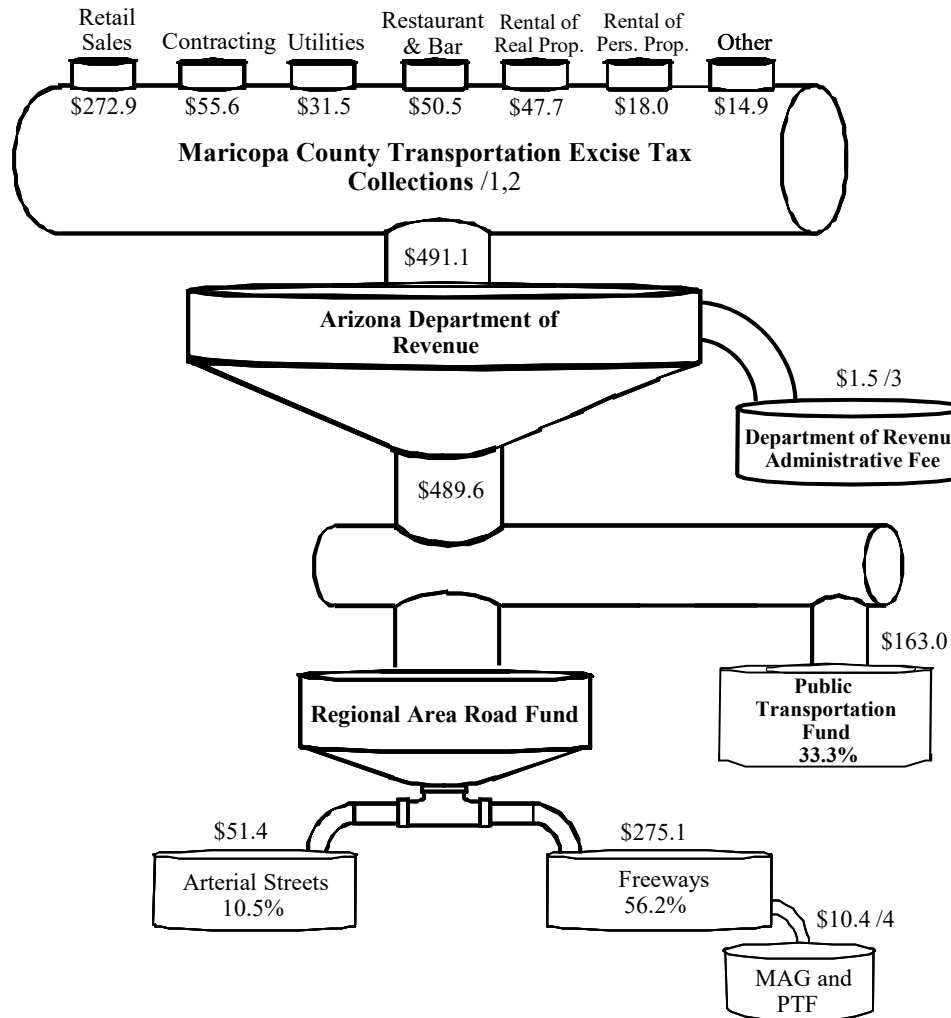 Retail
Sales
Contracting
Utilities
Restaurant
& Bar
Rental of
Real Prop.
Rental of
Pers. Prop.
Other
$272.9
$55.6
$31.5
$50.5
$47.7
$18.0
$14.9
Maricopa County Transportation Excise Tax
Collections /1,2
$491.1
Arizona Department of
Revenue
$1.5 /3
Department of Revenu
Administrative Fee
$489.6
$163.0
Public
Transportation
Fund
33.3%
Regional Area Road Fund
$51.4
$275.1
Arterial Streets
10.5%
Freeways
56.2%
$10.4 /4
MAG and
PTF